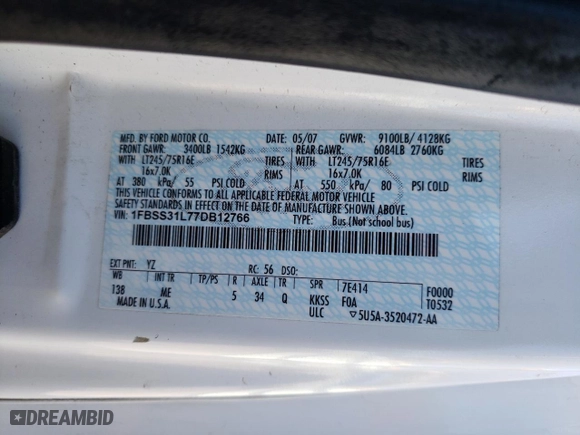 MFD. BY FORD MOTOR CO. 05/07 GVWR: 9100LB/ 4128KG
FRONT GAWR: 3400LB 1542KG REAR GAWR: 6084LB 2760KG
WITH LT245/75R16E TIRES WITH LT245/75R16E TIRES
16x7.0K RIMS 16x7.0K RIMS
AT 380 kPa/ 55 PSI COLD AT 550 kPa/ 80 PSI COLD
THIS VEHICLE CONFORMS TO ALL APPLICABLE FEDERAL MOTOR VEHICLE
SAFETY STANDARDS IN EFFECT ON THE DATE OF MANUFACTURE SHOWN ABOVE.
VIN: 1FBSS31L77DB12766 TYPE: Bus (Not school bus)
EXT PNT: YZ RC: 56 DSO:
WB INT TR TP/PS R AXLE TR SPR 7E414 F0000
138 ME 5 34 Q KKSS F0A T0532
MADE IN U.S.A. ULC 5U5A-3520472-AA
DREAMBID